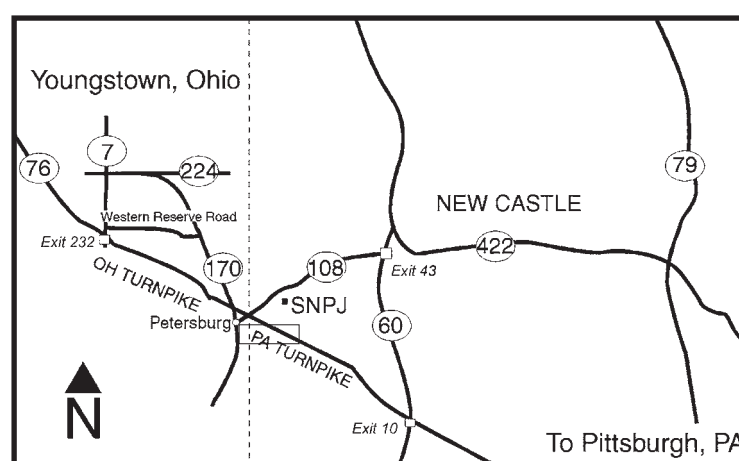 Youngstown, Ohio
7
76
224
79
NEW CASTLE
Western Reserve Road
Exit 232
422
170
108
Exit 43
OH TURNPIKE
SNPJ
Petersburg
60
PA TURNPIKE
N
Exit 10
To Pittsburgh, PA